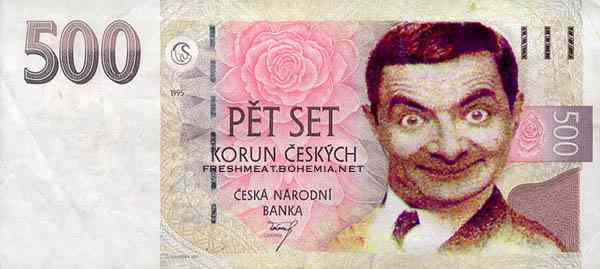 500
1995
PĚT SET
KORUN ČESKÝCH
FRESHMEAT.BOHEMIA.NET
ČESKÁ NÁRODNÍ
BANKA
500